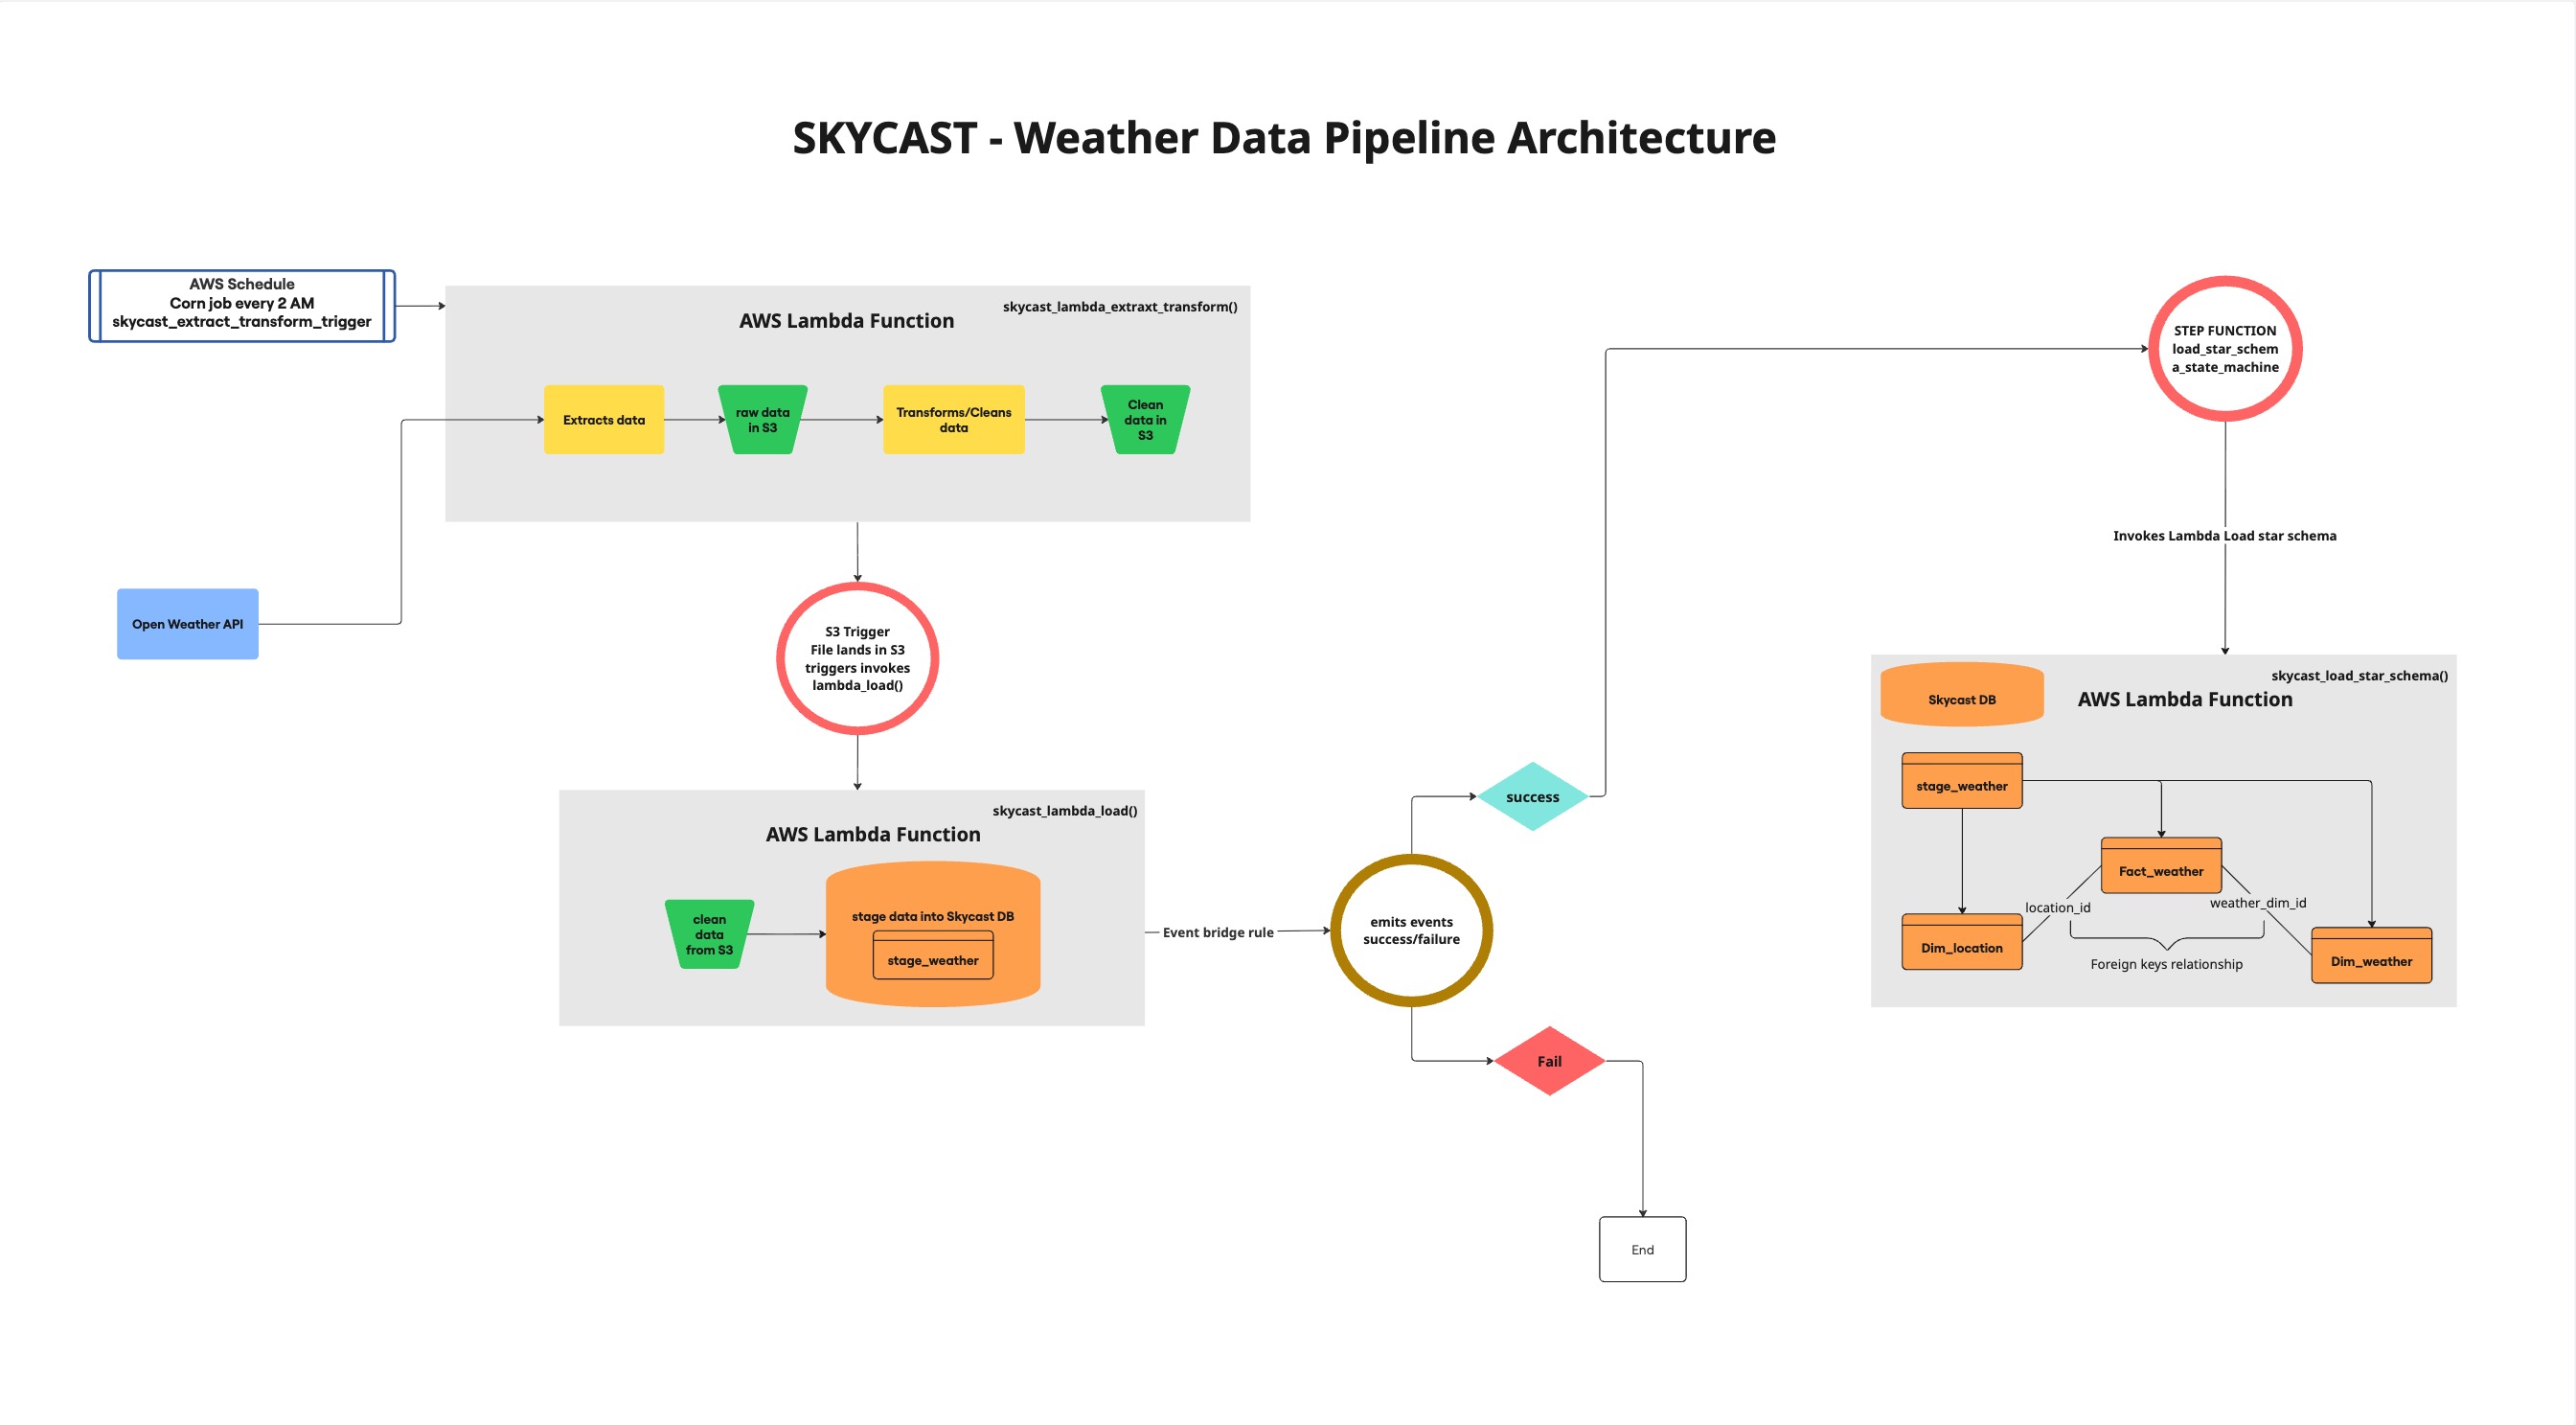 SKYCAST - Weather Data Pipeline Architecture
AWS Schedule
Corn job every 2 AM
skycast_extract_transform_trigger
skycast_lambda_extraxt_transform()
AWS Lambda Function
Extracts data
raw data
in S3
Transforms/Cleans
data
Clean
data in
S3
Open Weather API
S3 Trigger
File lands in S3
triggers invokes
lambda_load()
skycast_lambda_load()
AWS Lambda Function
clean
data
from S3
stage data into Skycast DB
stage_weather
Event bridge rule
emits events
success/failure
success
Fail
End
STEP FUNCTION
load_star_schem
a_state_machine
Invokes Lambda Load star schema
skycast_load_star_schema()
Skycast DB
AWS Lambda Function
stage_weather
Fact_weather
location_id
weather_dim_id
Dim_location
Dim_weather
Foreign keys relationship